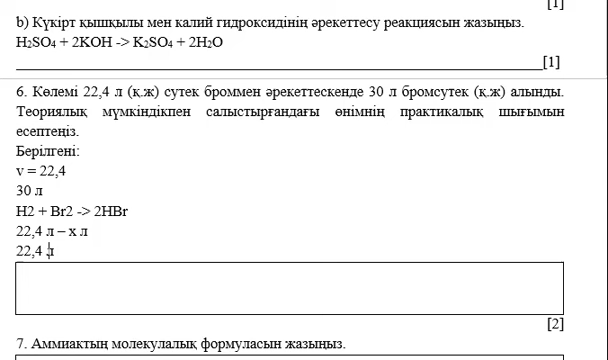 [1]
b) Күкірт қышқылы мен калий гидроксидінің әрекеттесу реакциясын жазыңыз.
H₂SO₄ + 2KOH -> K₂SO₄ + 2H₂O
[1]
6. Көлемі 22,4 л (қ.ж) сутек броммен әрекеттескенде 30 л бромсутек (қ.ж) алынды.
Теориялық мүмкіндікпен салыстырғандағы өнімнің практикалық шығымын
есептеңіз.
Берілгені:
v = 22,4
30 л
H2 + Br2 -> 2HBr
22,4 л – х л
22,4 л
[2]
7. Аммиактың молекулалық формуласын жазыңыз.